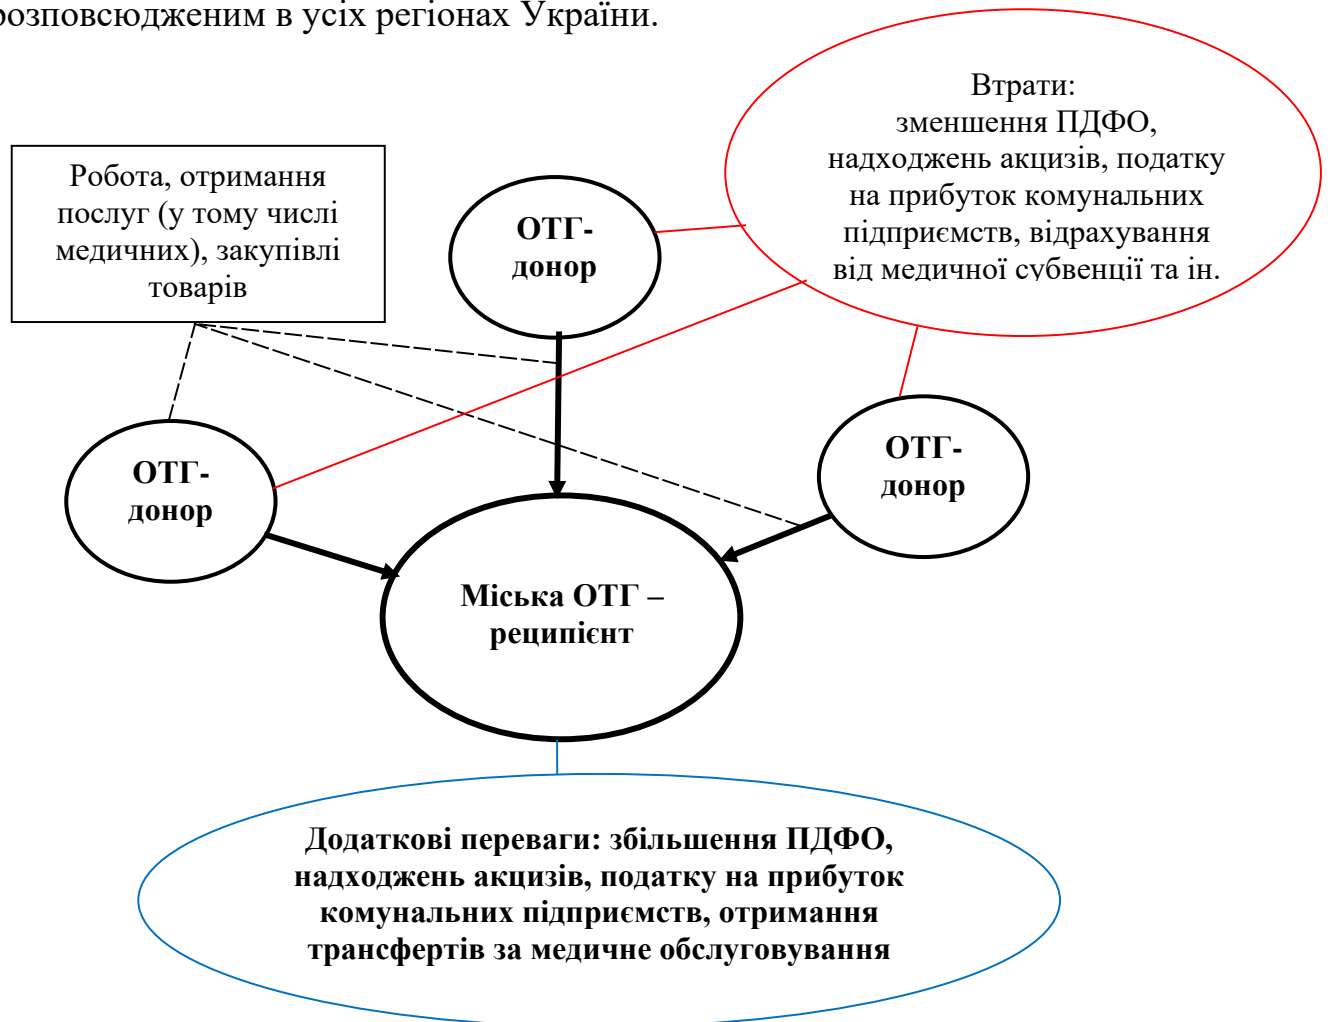 розповсюдженим в усіх регіонах України.
Втрати:
зменшення ПДФО,
надходжень акцизів, податку
на прибуток комунальних
підприємств, відрахування
від медичної субвенції та ін.
Робота, отримання
послуг (у тому числі
медичних), закупівлі
товарів
ОТГ-
донор
ОТГ-
донор
ОТГ-
донор
Міська ОТГ –
реципієнт
Додаткові переваги: збільшення ПДФО,
надходжень акцизів, податку на прибуток
комунальних підприємств, отримання
трансфертів за медичне обслуговування